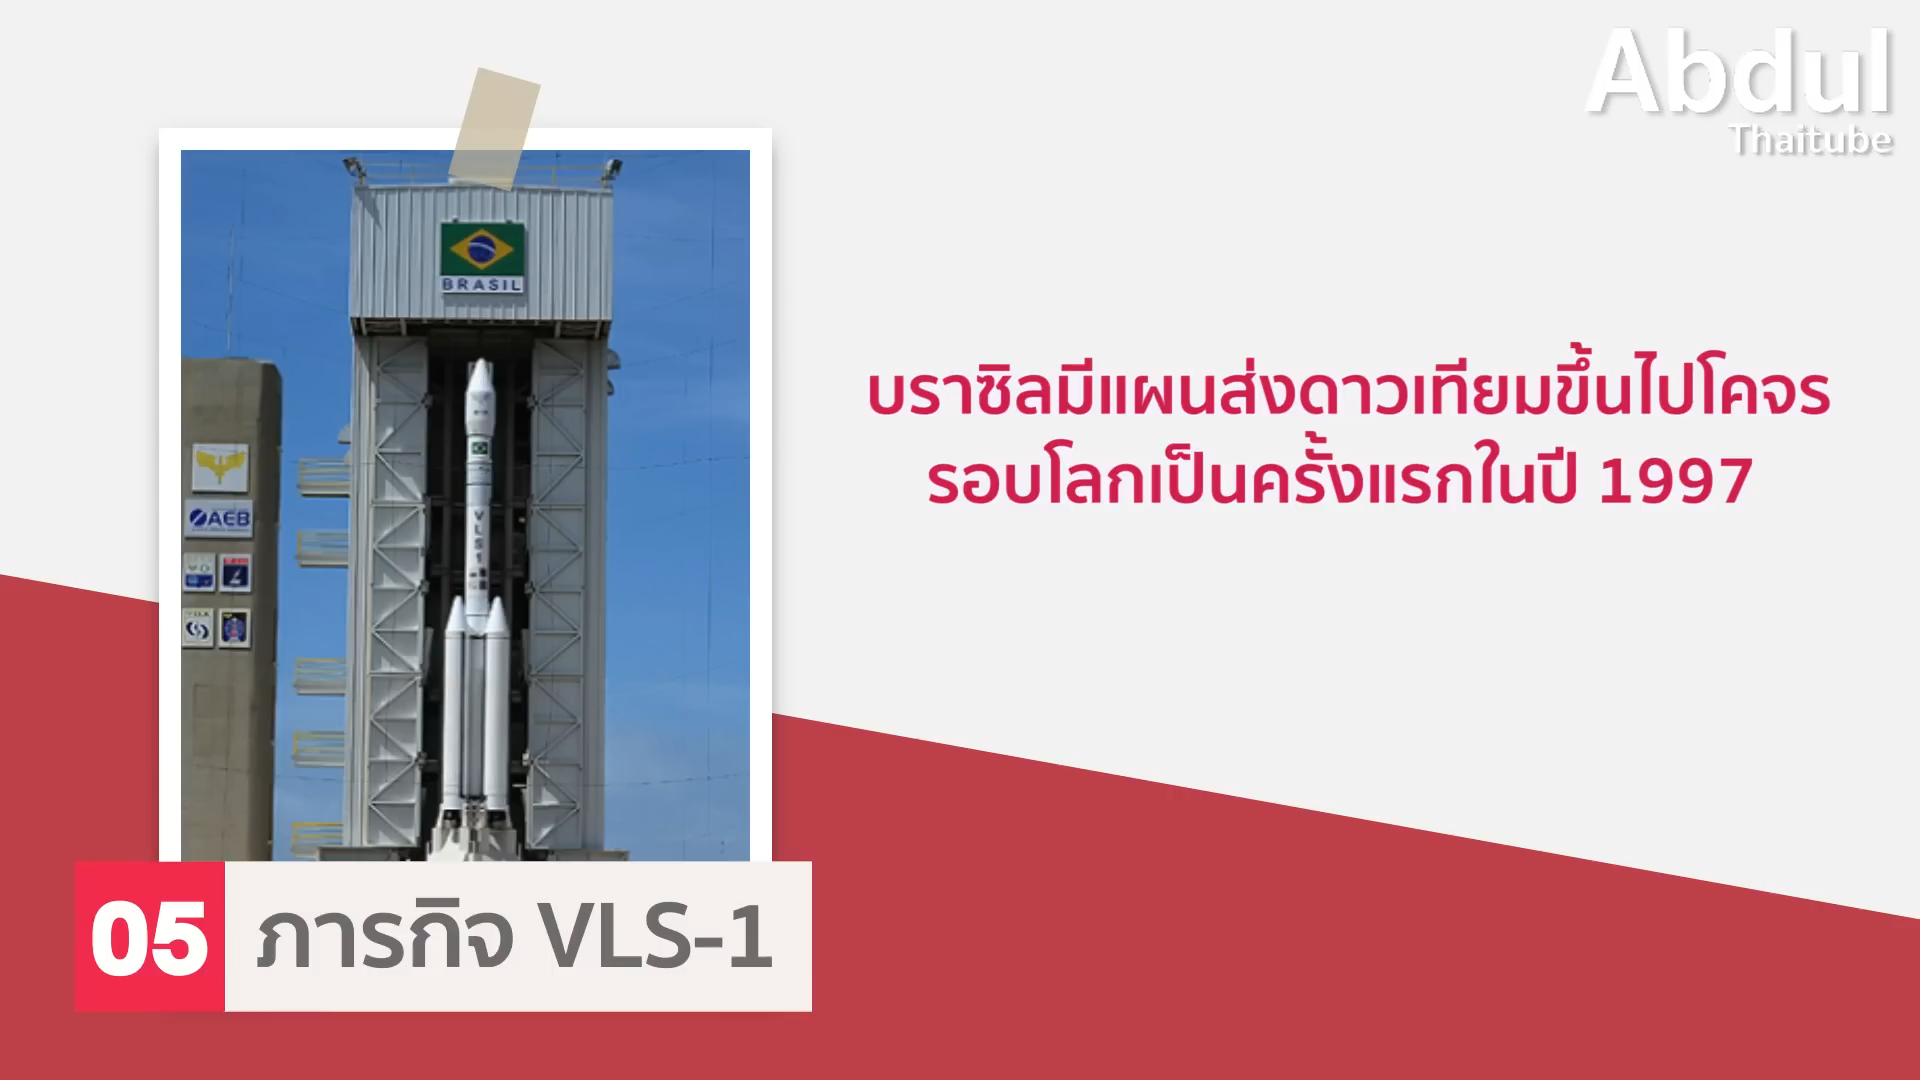 Abdul
Thaitube
BRASIL
บราซิลมีแผนส่งดาวเทียมขึ้นไปโคจร
รอบโลกเป็นครั้งแรกในปี 1997
AEB
VLS1
05 ภารกิจ VLS-1